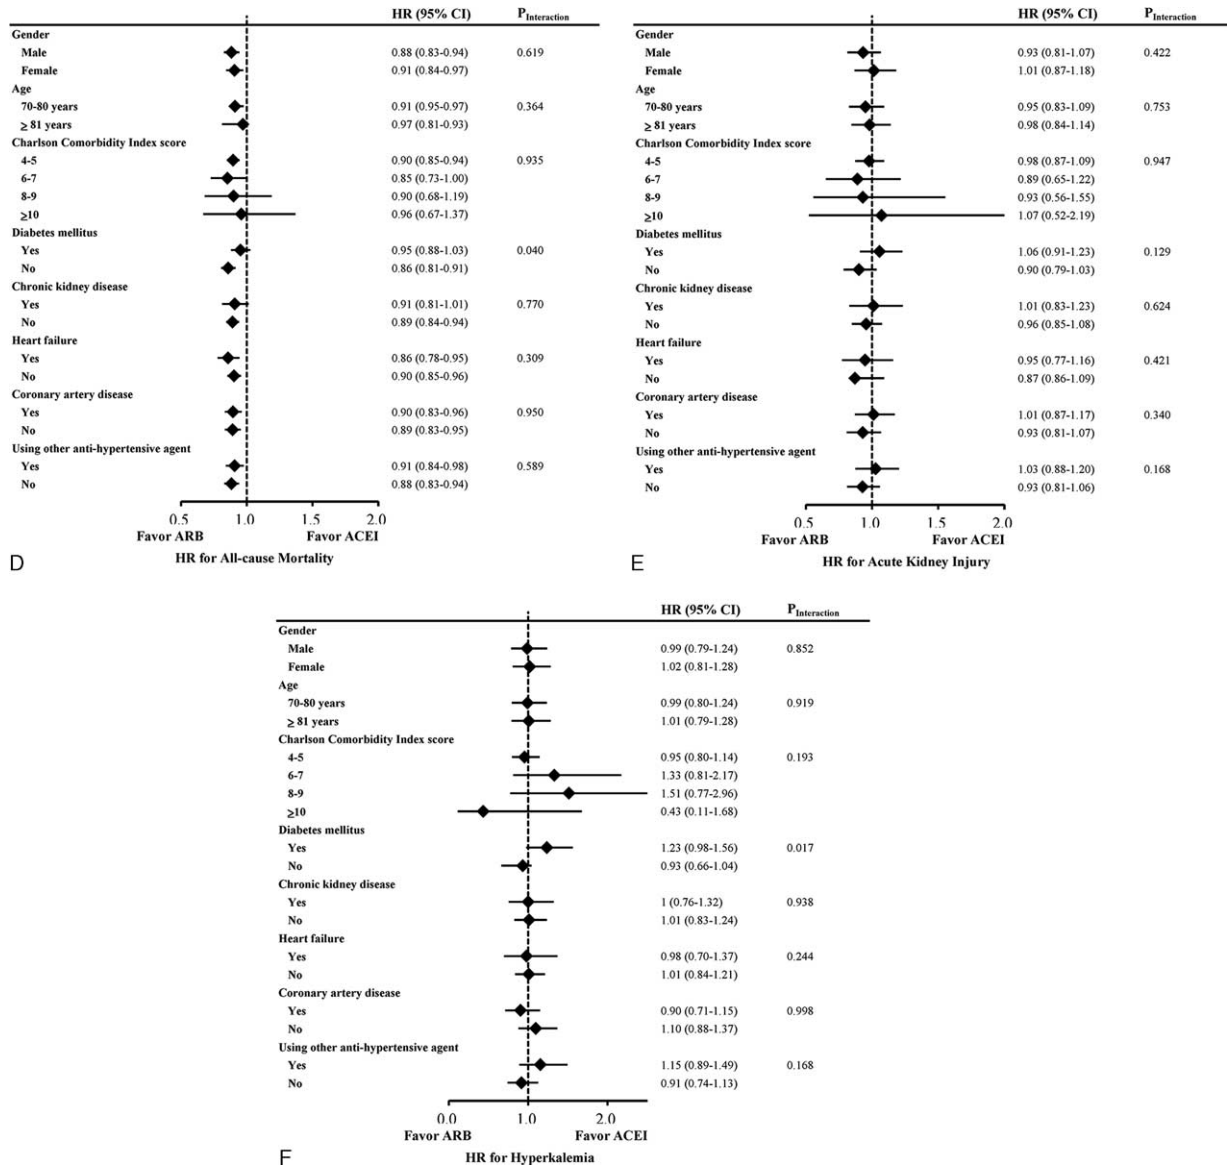 HR (95% CI) P_Interaction
Gender
Male 0.88 (0.83-0.94) 0.619
Female 0.91 (0.84-0.97)
Age
70-80 years 0.91 (0.95-0.97) 0.364
≥ 81 years 0.97 (0.81-0.93)
Charlson Comorbidity Index score
4-5 0.90 (0.85-0.94) 0.935
6-7 0.85 (0.73-1.00)
8-9 0.90 (0.68-1.19)
≥10 0.96 (0.67-1.37)
Diabetes mellitus
Yes 0.95 (0.88-1.03) 0.040
No 0.86 (0.81-0.91)
Chronic kidney disease
Yes 0.91 (0.81-1.01) 0.770
No 0.89 (0.84-0.94)
Heart failure
Yes 0.86 (0.78-0.95) 0.309
No 0.90 (0.85-0.96)
Coronary artery disease
Yes 0.90 (0.83-0.96) 0.950
No 0.89 (0.83-0.95)
Using other anti-hypertensive agent
Yes 0.91 (0.84-0.98) 0.589
No 0.88 (0.83-0.94)
0.5 1.0 1.5 2.0
Favor ARB Favor ACEI
HR for All-cause Mortality
D
HR (95% CI) P_Interaction
Gender
Male 0.93 (0.81-1.07) 0.422
Female 1.01 (0.87-1.18)
Age
70-80 years 0.95 (0.83-1.09) 0.753
≥ 81 years 0.98 (0.84-1.14)
Charlson Comorbidity Index score
4-5 0.98 (0.87-1.09) 0.947
6-7 0.89 (0.65-1.22)
8-9 0.93 (0.56-1.55)
≥10 1.07 (0.52-2.19)
Diabetes mellitus
Yes 1.06 (0.91-1.23) 0.129
No 0.90 (0.79-1.03)
Chronic kidney disease
Yes 1.01 (0.83-1.23) 0.624
No 0.96 (0.85-1.08)
Heart failure
Yes 0.95 (0.77-1.16) 0.421
No 0.87 (0.86-1.09)
Coronary artery disease
Yes 1.01 (0.87-1.17) 0.340
No 0.93 (0.81-1.07)
Using other anti-hypertensive agent
Yes 1.03 (0.88-1.20) 0.168
No 0.93 (0.81-1.06)
0.5 1.0 1.5 2.0
Favor ARB Favor ACEI
HR for Acute Kidney Injury
E
HR (95% CI) P_Interaction
Gender
Male 0.99 (0.79-1.24) 0.852
Female 1.02 (0.81-1.28)
Age
70-80 years 0.99 (0.80-1.24) 0.919
≥ 81 years 1.01 (0.79-1.28)
Charlson Comorbidity Index score
4-5 0.95 (0.80-1.14) 0.193
6-7 1.33 (0.81-2.17)
8-9 1.51 (0.77-2.96)
≥10 0.43 (0.11-1.68)
Diabetes mellitus
Yes 1.23 (0.98-1.56) 0.017
No 0.93 (0.66-1.04)
Chronic kidney disease
Yes 1 (0.76-1.32) 0.938
No 1.01 (0.83-1.24)
Heart failure
Yes 0.98 (0.70-1.37) 0.244
No 1.01 (0.84-1.21)
Coronary artery disease
Yes 0.90 (0.71-1.15) 0.998
No 1.10 (0.88-1.37)
Using other anti-hypertensive agent
Yes 1.15 (0.89-1.49) 0.168
No 0.91 (0.74-1.13)
0.0 1.0 2.0
Favor ARB Favor ACEI
HR for Hyperkalemia
F